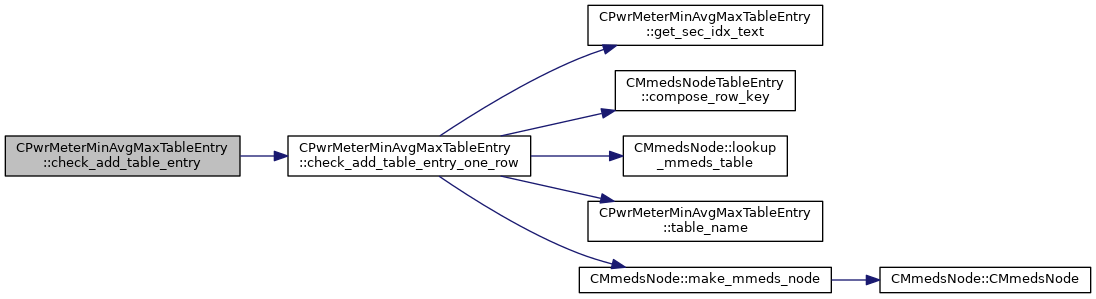 CPwrMeterMinAvgMaxTableEntry
::check_add_table_entry
CPwrMeterMinAvgMaxTableEntry
::check_add_table_entry_one_row
CPwrMeterMinAvgMaxTableEntry
::get_sec_idx_text
CMmedsNodeTableEntry
::compose_row_key
CMmedsNode::lookup
_mmeds_table
CPwrMeterMinAvgMaxTableEntry
::table_name
CMmedsNode::make_mmeds_node
CMmedsNode::CMmedsNode